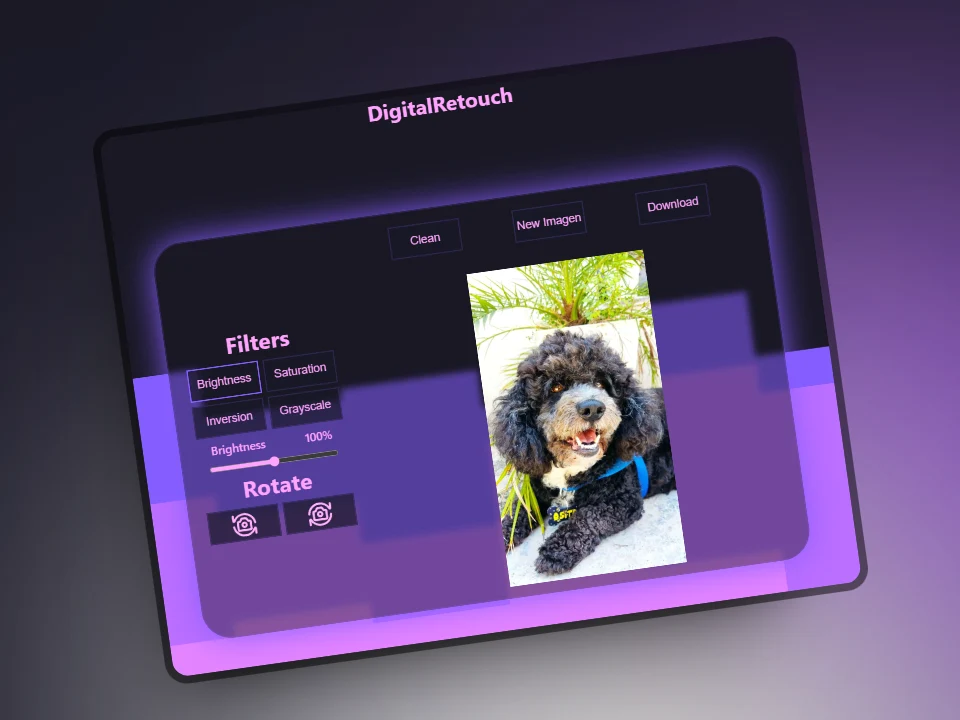 DigitalRetouch
Clean
New Imagen
Download
Filters
Brightness
Saturation
Inversion
Grayscale
Brightness 100%
Rotate